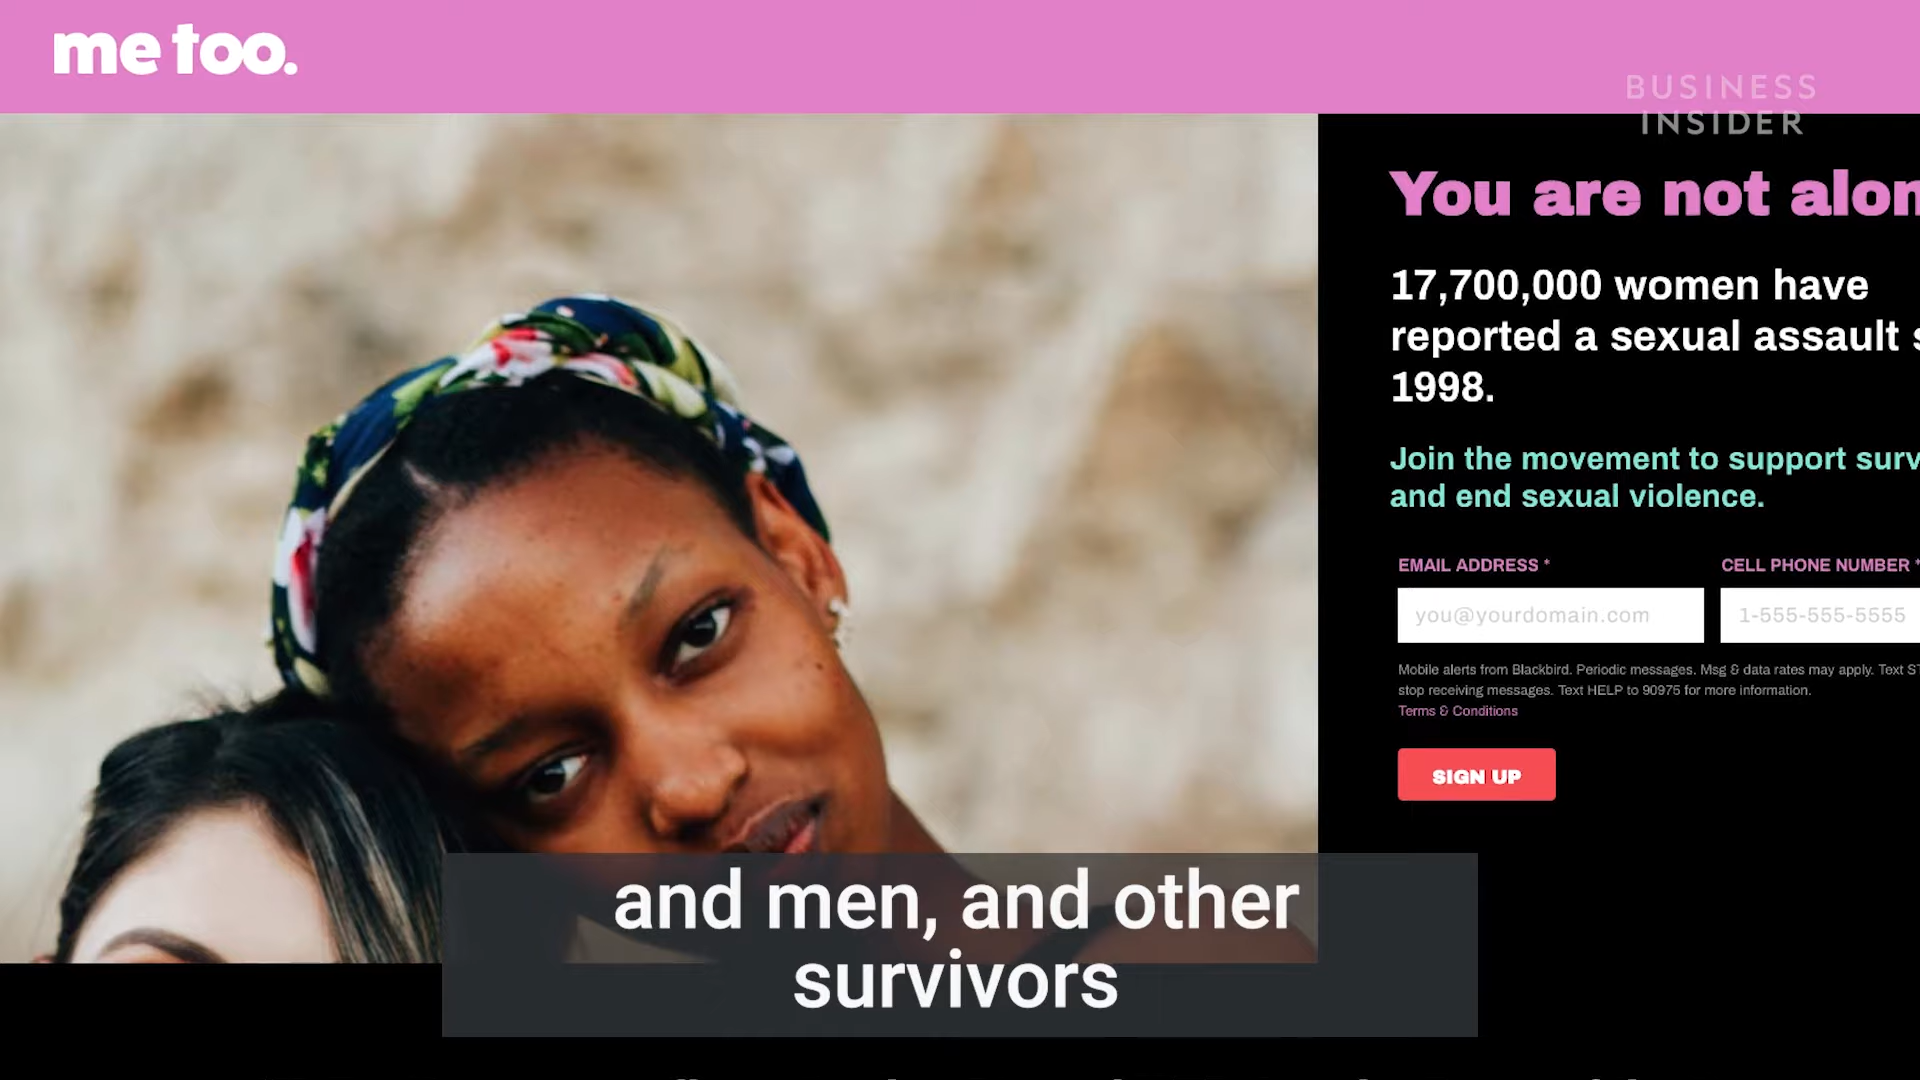 me too.
BUSINESS
INSIDER
You are not alon
17,700,000 women have
reported a sexual assault s
1998.
Join the movement to support surv
and end sexual violence.
EMAIL ADDRESS *
CELL PHONE NUMBER *
you@yourdomain.com
1-555-555-5555
Mobile alerts from Blackbird. Periodic messages. Msg & data rates may apply. Text ST
stop receiving messages. Text HELP to 90975 for more information.
Terms & Conditions
SIGN UP
and men, and other
survivors